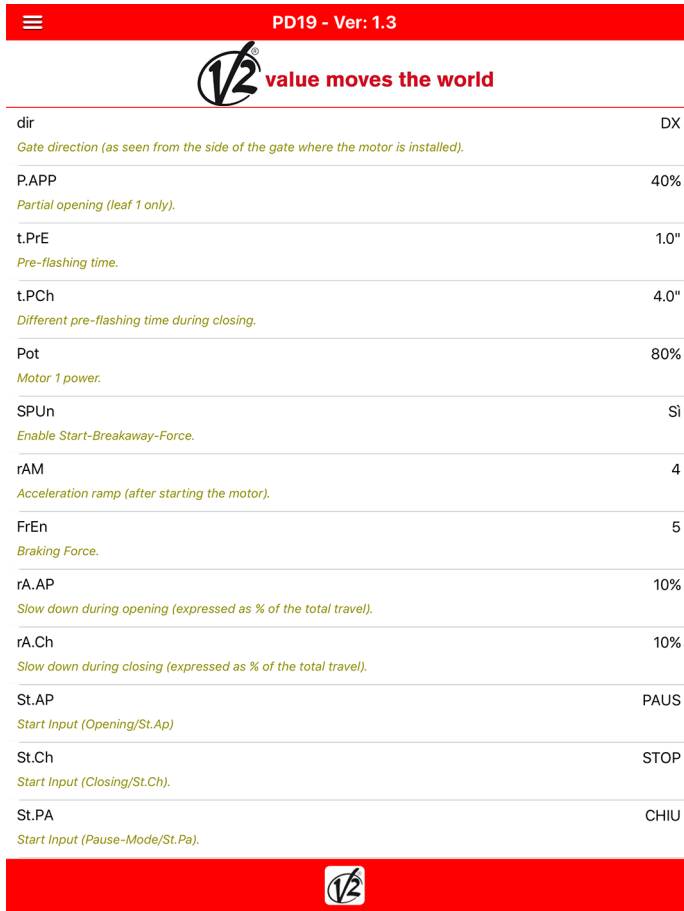 PD19 - Ver: 1.3
V2® value moves the world
dir DX
Gate direction (as seen from the side of the gate where the motor is installed).
P.APP 40%
Partial opening (leaf 1 only).
t.PrE 1.0"
Pre-flashing time.
t.PCh 4.0"
Different pre-flashing time during closing.
Pot 80%
Motor 1 power.
SPUn Sì
Enable Start-Breakaway-Force.
rAM 4
Acceleration ramp (after starting the motor).
FrEn 5
Braking Force.
rA.AP 10%
Slow down during opening (expressed as % of the total travel).
rA.Ch 10%
Slow down during closing (expressed as % of the total travel).
St.AP PAUS
Start Input (Opening/St.Ap)
St.Ch STOP
Start Input (Closing/St.Ch).
St.PA CHIU
Start Input (Pause-Mode/St.Pa).
V2